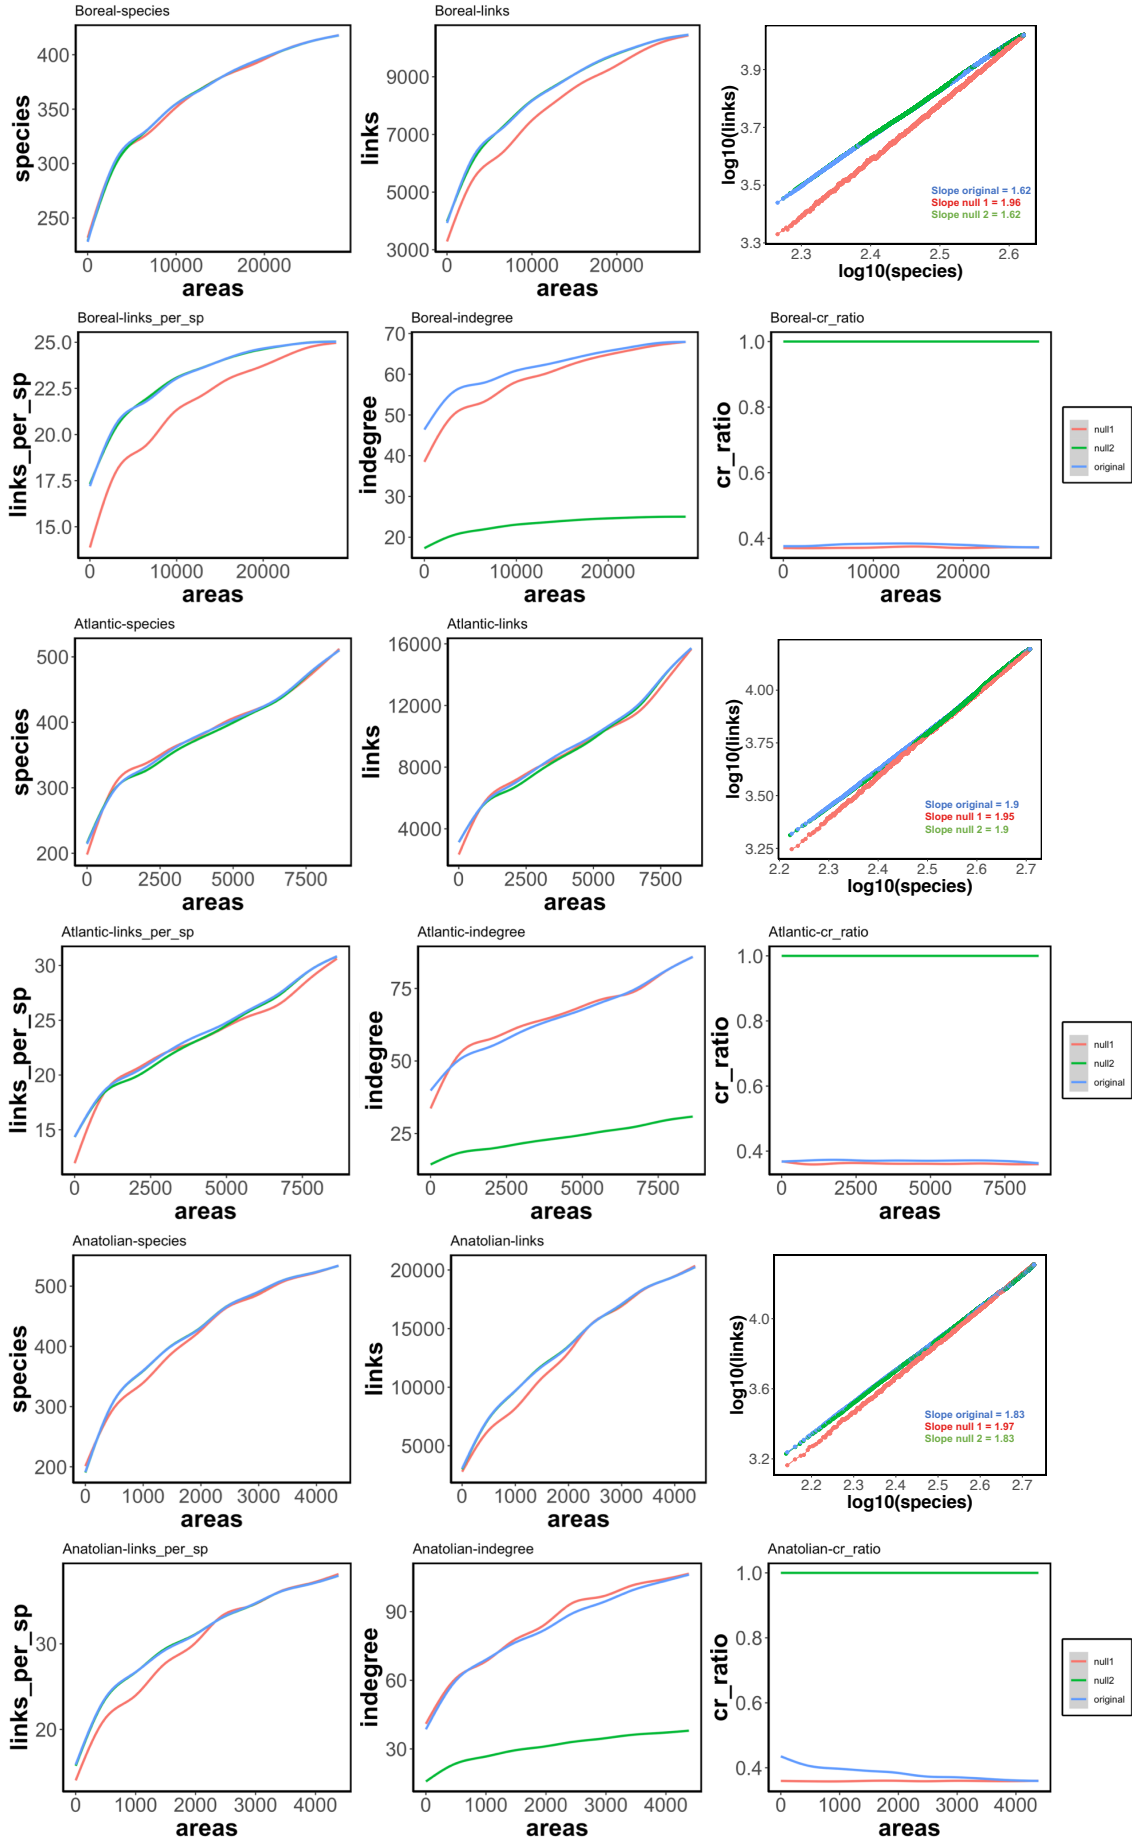 Boreal-species
species
400
350
300
250
0
10000
20000
areas
Boreal-links
links
9000
7000
5000
3000
0
10000
20000
areas
log10(links)
3.9
3.7
3.5
3.3
Slope original = 1.62
Slope null 1 = 1.96
Slope null 2 = 1.62
2.3
2.4
2.5
2.6
log10(species)
Boreal-links_per_sp
links_per_sp
25.0
22.5
20.0
17.5
15.0
0
10000
20000
areas
Boreal-indegree
indegree
70
60
50
40
30
20
0
10000
20000
areas
Boreal-cr_ratio
cr_ratio
1.0
0.8
0.6
0.4
0
10000
20000
areas
null1
null2
original
Atlantic-species
species
500
400
300
200
0
2500
5000
7500
areas
Atlantic-links
links
16000
12000
8000
4000
0
2500
5000
7500
areas
log10(links)
4.00
3.75
3.50
3.25
Slope original = 1.9
Slope null 1 = 1.95
Slope null 2 = 1.9
2.2
2.3
2.4
2.5
2.6
2.7
log10(species)
Atlantic-links_per_sp
links_per_sp
30
25
20
15
0
2500
5000
7500
areas
Atlantic-indegree
indegree
75
50
25
0
2500
5000
7500
areas
Atlantic-cr_ratio
cr_ratio
1.0
0.8
0.6
0.4
0
2500
5000
7500
areas
null1
null2
original
Anatolian-species
species
500
400
300
200
0
1000
2000
3000
4000
areas
Anatolian-links
links
20000
15000
10000
5000
0
1000
2000
3000
4000
areas
log10(links)
4.0
3.6
3.2
Slope original = 1.83
Slope null 1 = 1.97
Slope null 2 = 1.83
2.2
2.3
2.4
2.5
2.6
2.7
log10(species)
Anatolian-links_per_sp
links_per_sp
30
20
0
1000
2000
3000
4000
areas
Anatolian-indegree
indegree
90
60
30
0
1000
2000
3000
4000
areas
Anatolian-cr_ratio
cr_ratio
1.0
0.8
0.6
0.4
0
1000
2000
3000
4000
areas
null1
null2
original